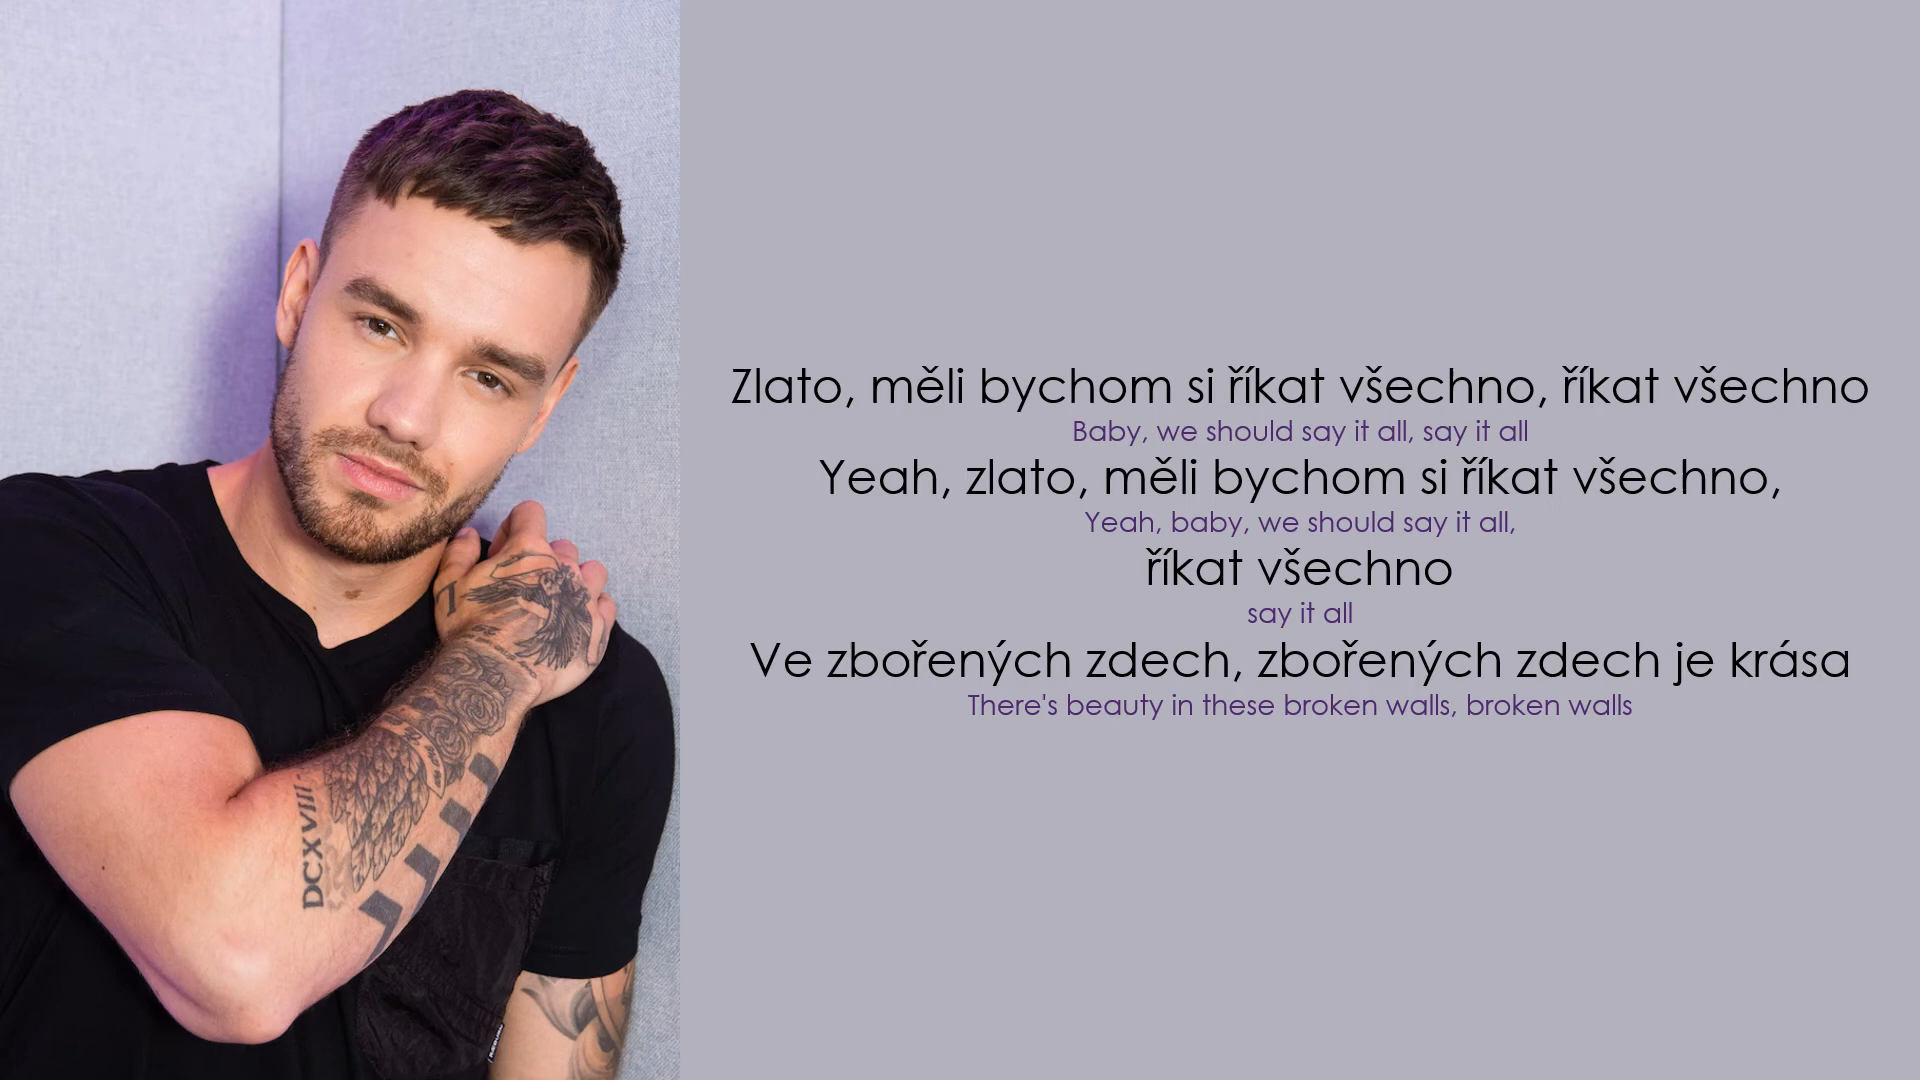 Zlato, měli bychom si říkat všechno, říkat všechno
Baby, we should say it all, say it all
Yeah, zlato, měli bychom si říkat všechno,
Yeah, baby, we should say it all,
říkat všechno
say it all
Ve zbořených zdech, zbořených zdech je krása
There's beauty in these broken walls, broken walls
DCXVIII